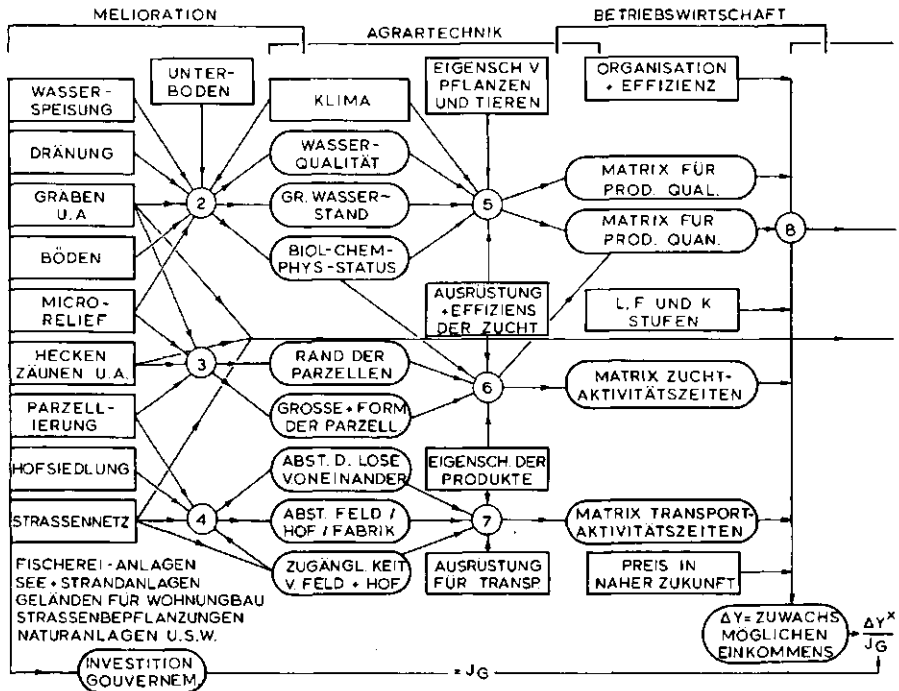 MELIORATION
AGRARTECHNIK
BETRIEBSWIRTSCHAFT
WASSER-
SPEISUNG
DRÄNUNG
GRABEN
U.A
BÖDEN
MICRO-
RELIEF
HECKEN
ZÄUNEN U.A.
PARZELL-
IERUNG
HOFSIEDLUNG
STRASSENNETZ
FISCHEREI-ANLAGEN
SEE+STRANDANLAGEN
GELÄNDEN FÜR WOHNUNGBAU
STRASSENBEPFLANZUNGEN
NATURANLAGEN U.S.W.
INVESTITION
GOUVERNEM.
UNTER-
BODEN
2
3
4
KLIMA
WASSER-
QUALITÄT
GR. WASSER-
STAND
BIOL-CHEM-
PHYS-STATUS
RAND DER
PARZELLEN
GROSSE+FORM
DER PARZELL.
ABST. D. LOSE
VONEINANDER
ABST. FELD /
HOF / FABRIK
ZUGÄNGL. KEIT
V. FELD + HOF
EIGENSCH V
PFLANZEN
UND TIEREN
5
AUSRÜSTUNG
+EFFIZIENS
DER ZUCHT
6
EIGENSCH. DER
PRODUKTE
7
AUSRÜSTUNG
FÜR TRANSP.
ORGANISATION
+ EFFIZIENZ
MATRIX FÜR
PROD. QUAL.
MATRIX FUR
PROD. QUAN.
8
L, F UND K
STUFEN
MATRIX ZUCHT-
AKTIVITÄTSZEITEN
MATRIX TRANSPORT-
AKTIVITÄTSZEITEN
PREIS IN
NAHER ZUKUNFT
ΔY= ZUWACHS
MÖGLICHEN
EINKOMMENS
ΔYˣ
JG
= JG